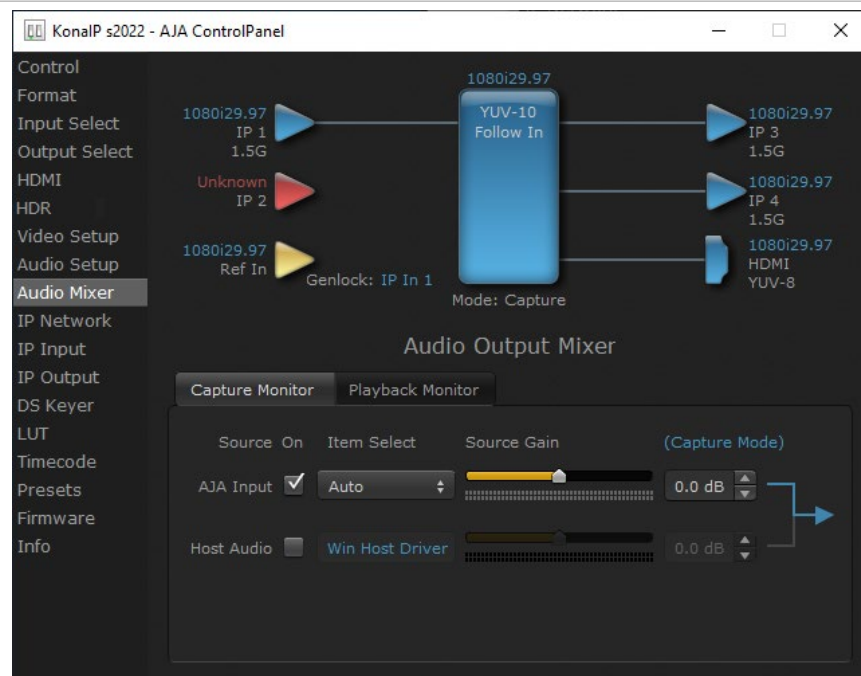 KonaIP s2022 - AJA ControlPanel
Control
Format
Input Select
Output Select
HDMI
HDR
Video Setup
Audio Setup
Audio Mixer
IP Network
IP Input
IP Output
DS Keyer
LUT
Timecode
Presets
Firmware
Info
1080i29.97
YUV-10
Follow In
1080i29.97
IP 1
1.5G
Unknown
IP 2
1080i29.97
Ref In
Genlock: IP In 1
Mode: Capture
1080i29.97
IP 3
1.5G
1080i29.97
IP 4
1.5G
1080i29.97
HDMI
YUV-8
Audio Output Mixer
Capture Monitor
Playback Monitor
Source On Item Select Source Gain (Capture Mode)
AJA Input Auto 0.0 dB
Host Audio Win Host Driver 0.0 dB